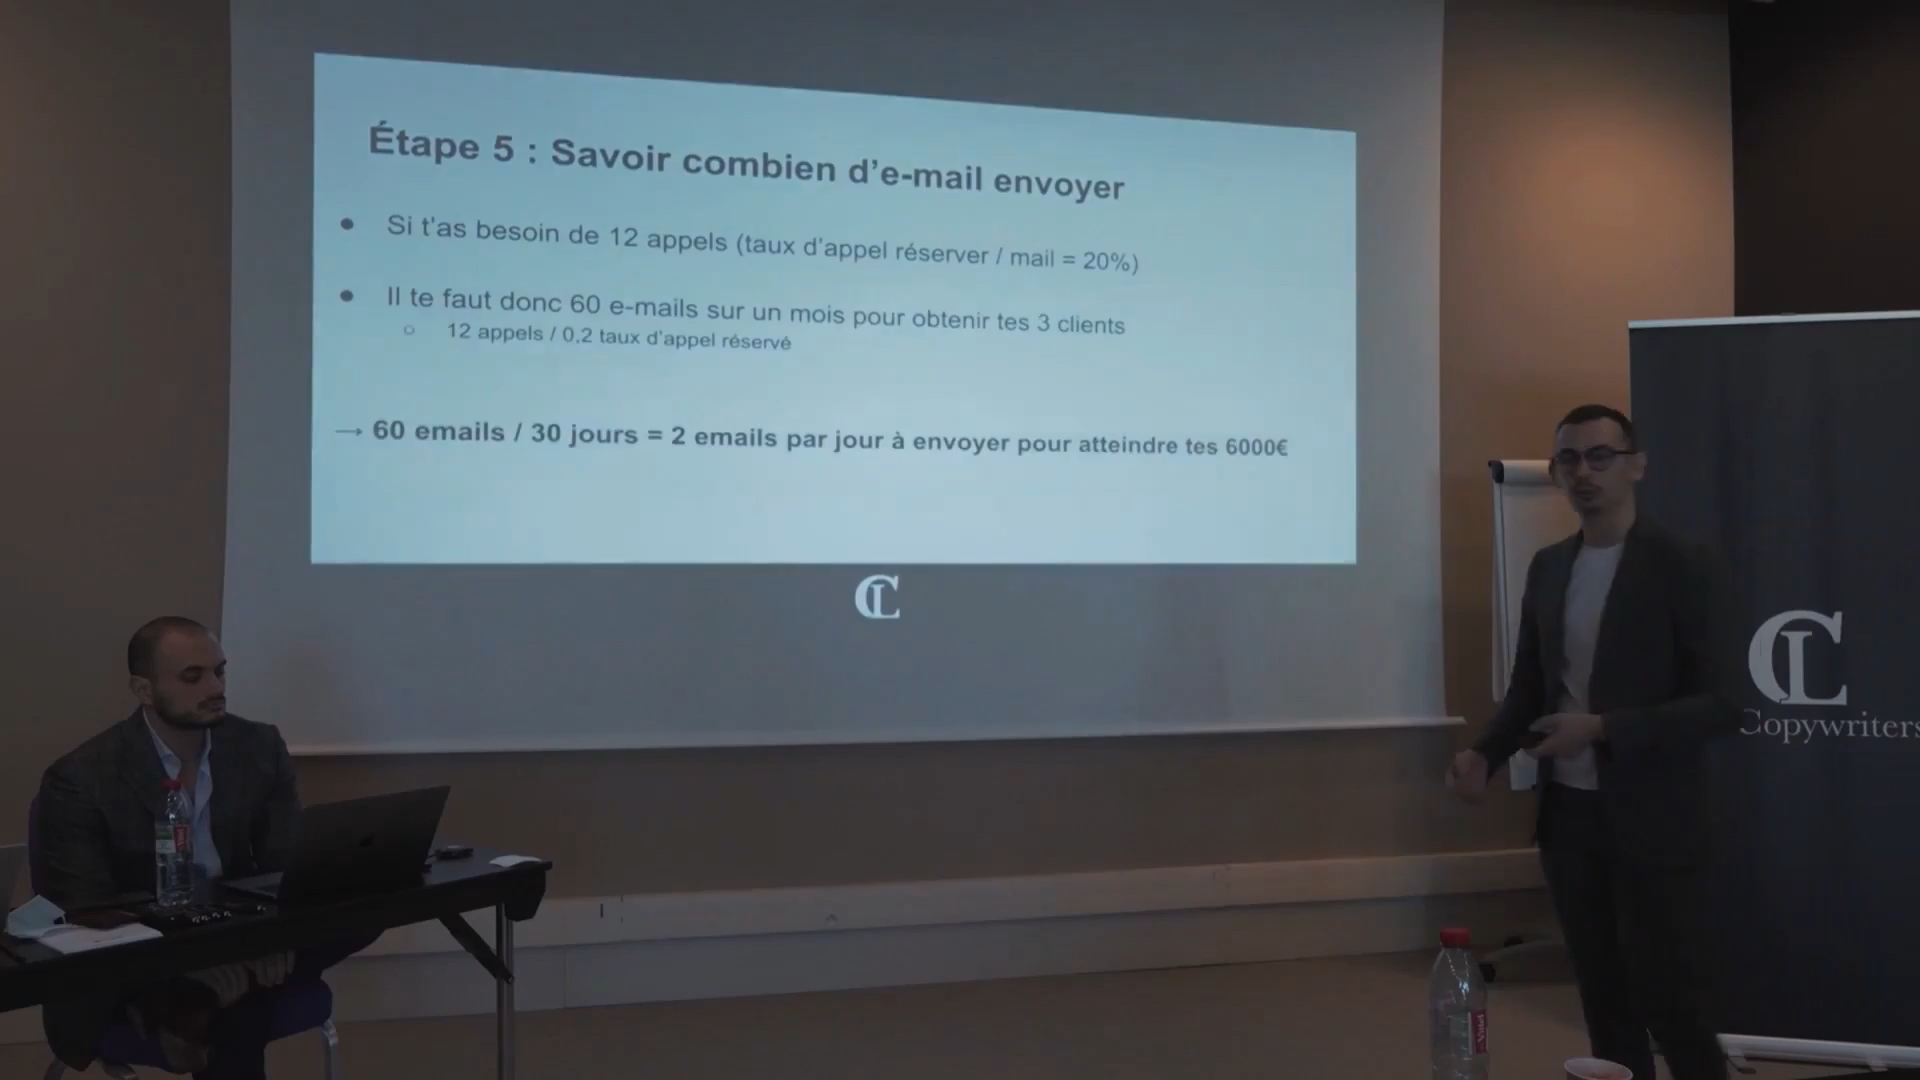 Étape 5 : Savoir combien d'e-mail envoyer
● Si t'as besoin de 12 appels (taux d'appel réserver / mail = 20%)
● Il te faut donc 60 e-mails sur un mois pour obtenir tes 3 clients
○ 12 appels / 0,2 taux d'appel réservé
→ 60 emails / 30 jours = 2 emails par jour à envoyer pour atteindre tes 6000€
CL
CL
Copywriters
Vittel